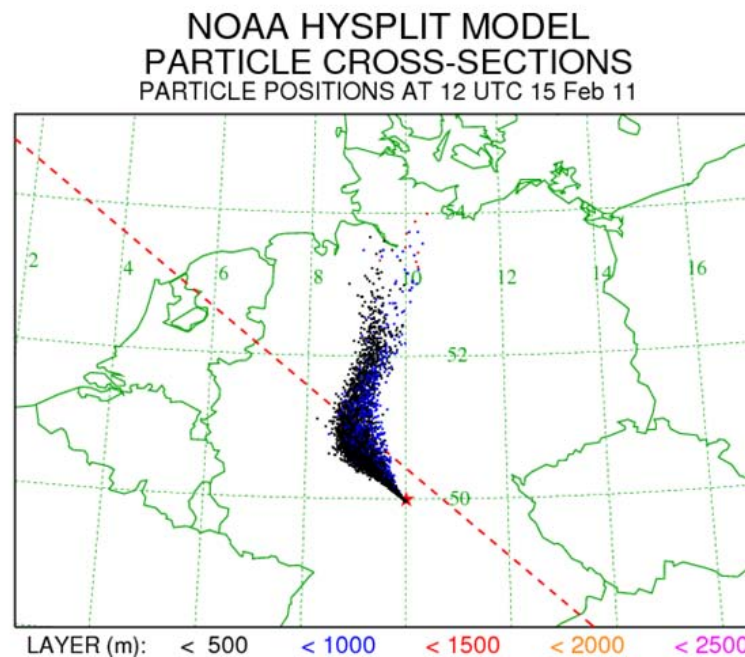 NOAA HYSPLIT MODEL
PARTICLE CROSS-SECTIONS
PARTICLE POSITIONS AT 12 UTC 15 Feb 11
54
2 4 6 8 10 12 14 16
52
50
LAYER (m): < 500 < 1000 < 1500 < 2000 < 2500